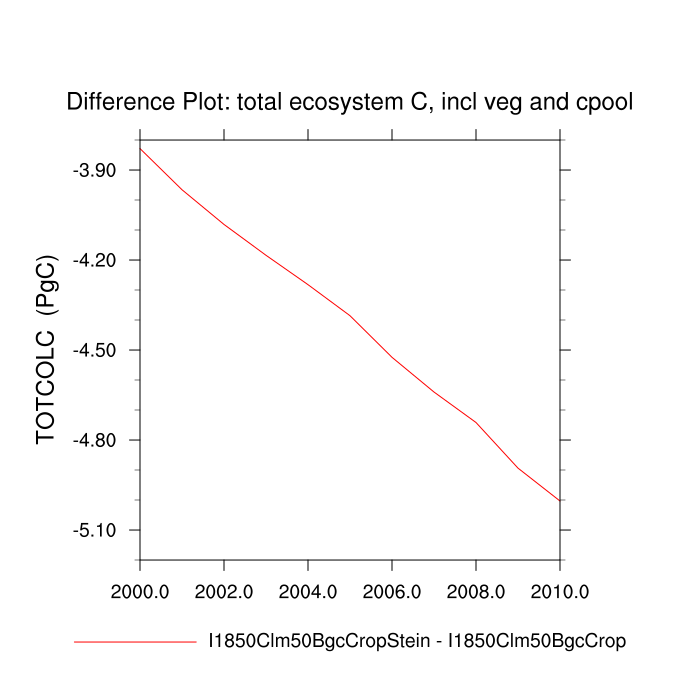 Difference Plot: total ecosystem C, incl veg and cpool
TOTCOLC (PgC)
-3.90
-4.20
-4.50
-4.80
-5.10
2000.0 2002.0 2004.0 2006.0 2008.0 2010.0
I1850Clm50BgcCropStein - I1850Clm50BgcCrop